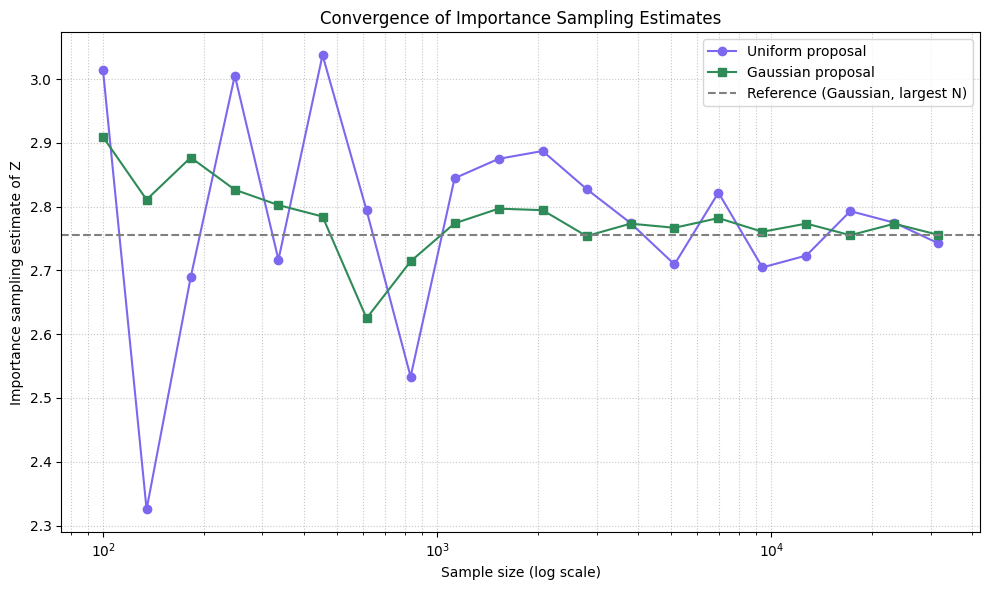 Convergence of Importance Sampling Estimates
Uniform proposal
Gaussian proposal
Reference (Gaussian, largest N)
Importance sampling estimate of Z
3.0
2.9
2.8
2.7
2.6
2.5
2.4
2.3
10²
10³
10⁴
Sample size (log scale)